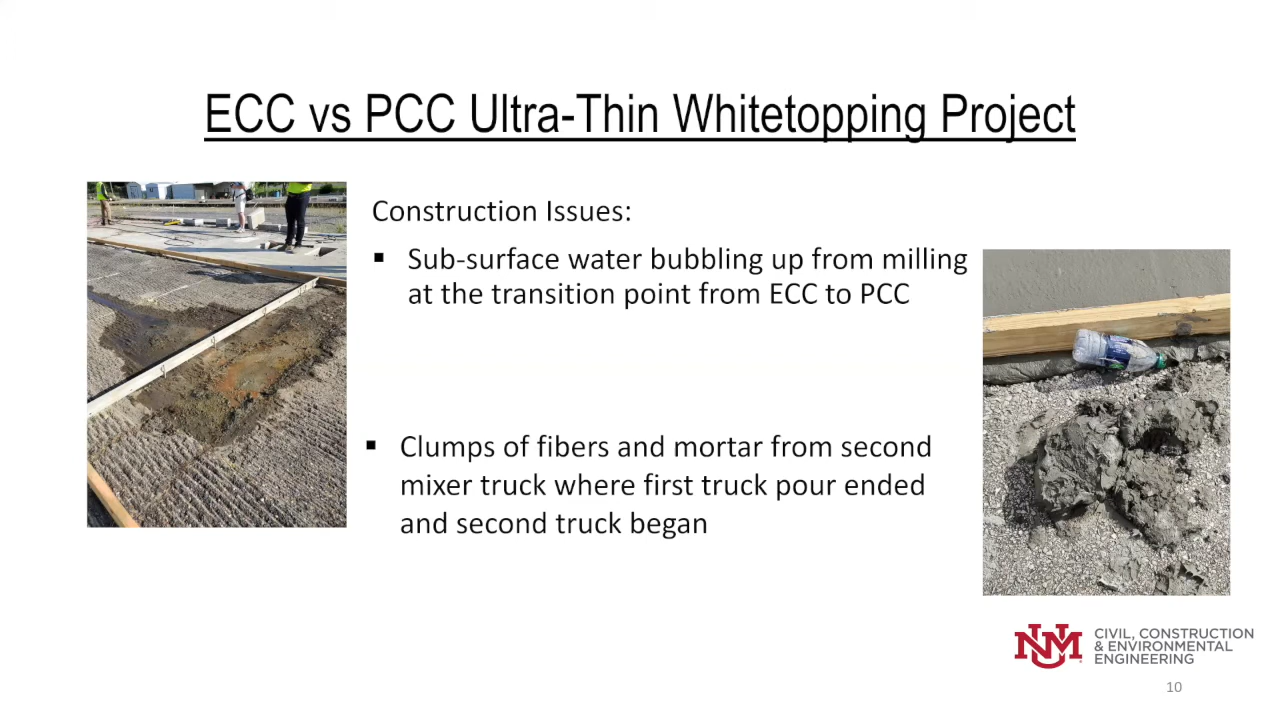 ECC vs PCC Ultra-Thin Whitetopping Project
Construction Issues:
▪ Sub-surface water bubbling up from milling
at the transition point from ECC to PCC
▪ Clumps of fibers and mortar from second
mixer truck where first truck pour ended
and second truck began
UNM
CIVIL, CONSTRUCTION
& ENVIRONMENTAL
ENGINEERING
10